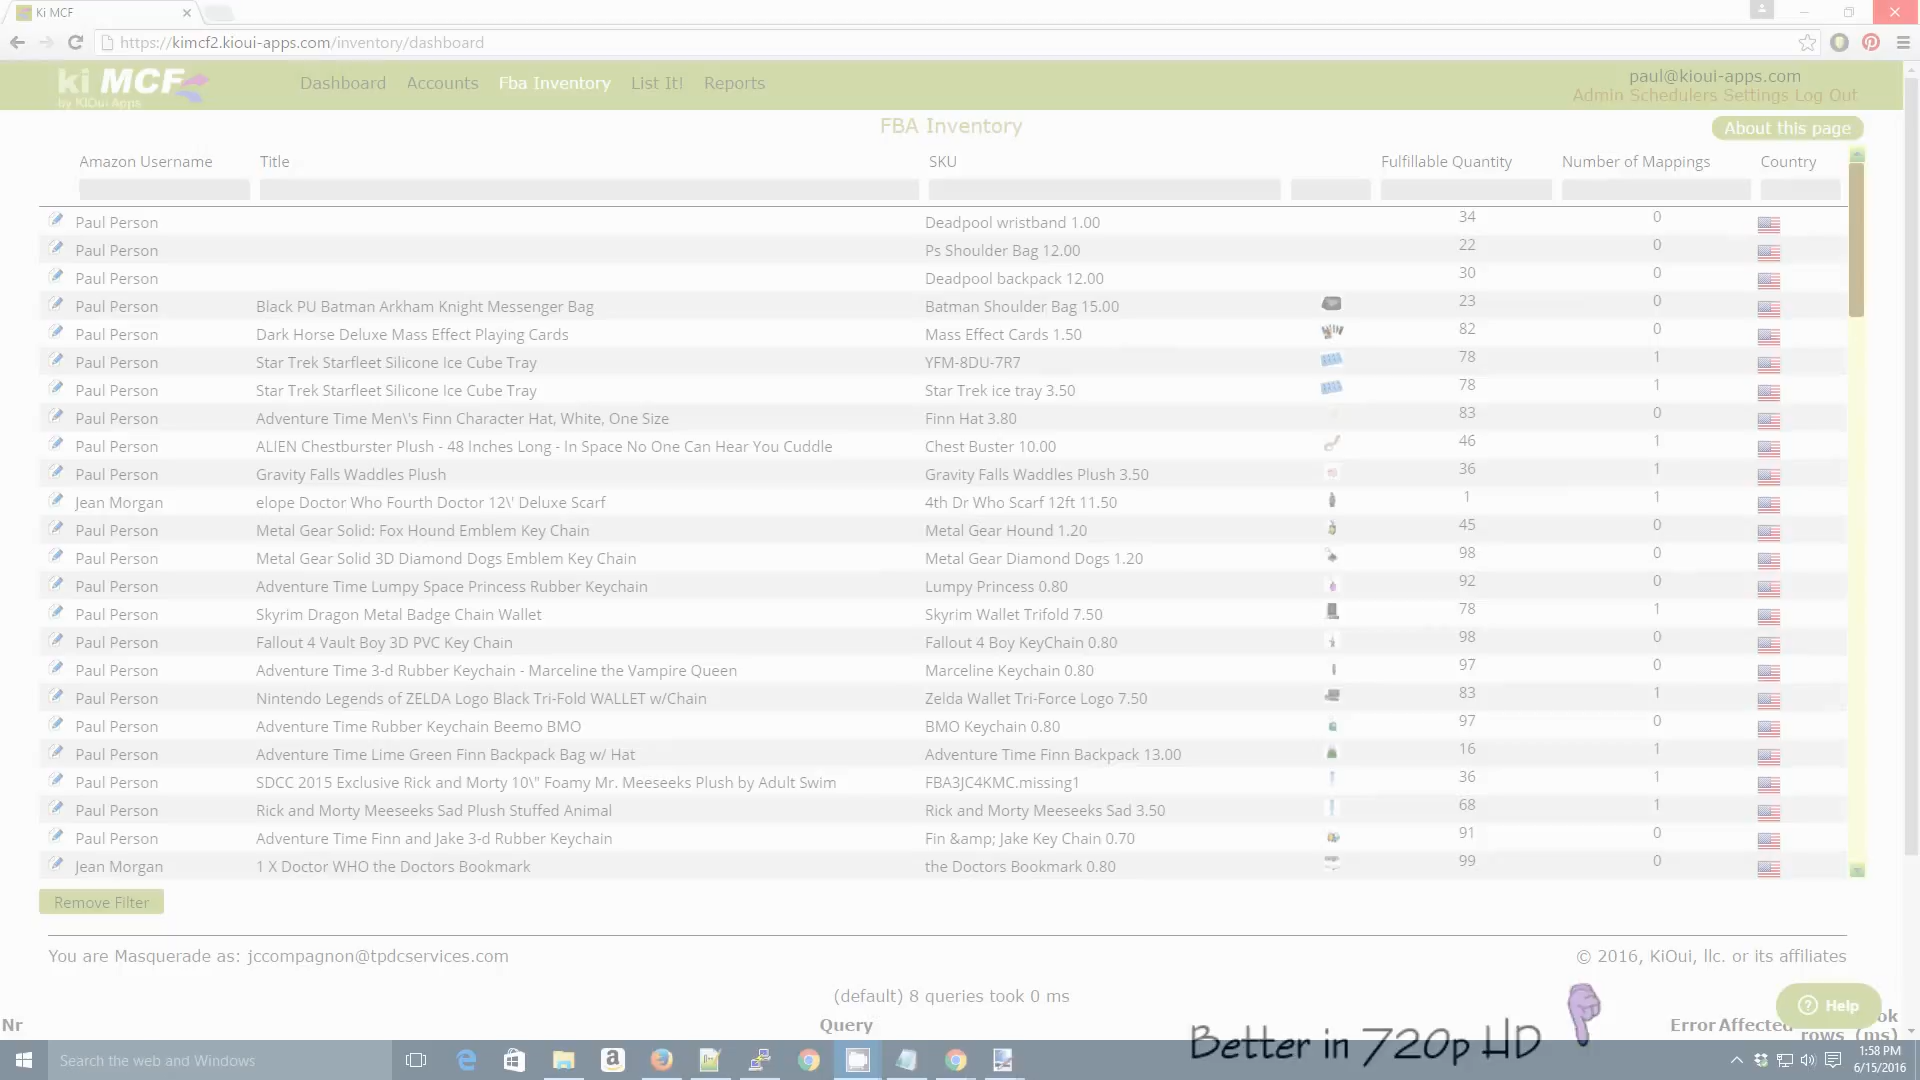 Ki MCF
https://kimcf2.kioui-apps.com/inventory/dashboard
ki MCF
by KIOui Apps
Dashboard Accounts Fba Inventory List It! Reports
paul@kioui-apps.com
Admin Schedulers Settings Log Out
FBA Inventory
About this page
Amazon Username Title SKU Fulfillable Quantity Number of Mappings Country
Paul Person Deadpool wristband 1.00 34 0
Paul Person Ps Shoulder Bag 12.00 22 0
Paul Person Deadpool backpack 12.00 30 0
Paul Person Black PU Batman Arkham Knight Messenger Bag Batman Shoulder Bag 15.00 23 0
Paul Person Dark Horse Deluxe Mass Effect Playing Cards Mass Effect Cards 1.50 82 0
Paul Person Star Trek Starfleet Silicone Ice Cube Tray YFM-8DU-7R7 78 1
Paul Person Star Trek Starfleet Silicone Ice Cube Tray Star Trek ice tray 3.50 78 1
Paul Person Adventure Time Men\'s Finn Character Hat, White, One Size Finn Hat 3.80 83 0
Paul Person ALIEN Chestburster Plush - 48 Inches Long - In Space No One Can Hear You Cuddle Chest Buster 10.00 46 1
Paul Person Gravity Falls Waddles Plush Gravity Falls Waddles Plush 3.50 36 1
Jean Morgan elope Doctor Who Fourth Doctor 12\' Deluxe Scarf 4th Dr Who Scarf 12ft 11.50 1 1
Paul Person Metal Gear Solid: Fox Hound Emblem Key Chain Metal Gear Hound 1.20 45 0
Paul Person Metal Gear Solid 3D Diamond Dogs Emblem Key Chain Metal Gear Diamond Dogs 1.20 98 0
Paul Person Adventure Time Lumpy Space Princess Rubber Keychain Lumpy Princess 0.80 92 0
Paul Person Skyrim Dragon Metal Badge Chain Wallet Skyrim Wallet Trifold 7.50 78 1
Paul Person Fallout 4 Vault Boy 3D PVC Key Chain Fallout 4 Boy KeyChain 0.80 98 0
Paul Person Adventure Time 3-d Rubber Keychain - Marceline the Vampire Queen Marceline Keychain 0.80 97 0
Paul Person Nintendo Legends of ZELDA Logo Black Tri-Fold WALLET w/Chain Zelda Wallet Tri-Force Logo 7.50 83 1
Paul Person Adventure Time Rubber Keychain Beemo BMO BMO Keychain 0.80 97 0
Paul Person Adventure Time Lime Green Finn Backpack Bag w/ Hat Adventure Time Finn Backpack 13.00 16 1
Paul Person SDCC 2015 Exclusive Rick and Morty 10\" Foamy Mr. Meeseeks Plush by Adult Swim FBA3JC4KMC.missing1 36 1
Paul Person Rick and Morty Meeseeks Sad Plush Stuffed Animal Rick and Morty Meeseeks Sad 3.50 68 1
Paul Person Adventure Time Finn and Jake 3-d Rubber Keychain Fin &amp; Jake Key Chain 0.70 91 0
Jean Morgan 1 X Doctor WHO the Doctors Bookmark the Doctors Bookmark 0.80 99 0
Remove Filter
You are Masquerade as: jccompagnon@tpdcservices.com © 2016, KiOui, llc. or its affiliates
(default) 8 queries took 0 ms
? Help
Nr Query Error Affected
rows (ms)
Better in 720p HD
Search the web and Windows
1:58 PM
6/15/2016